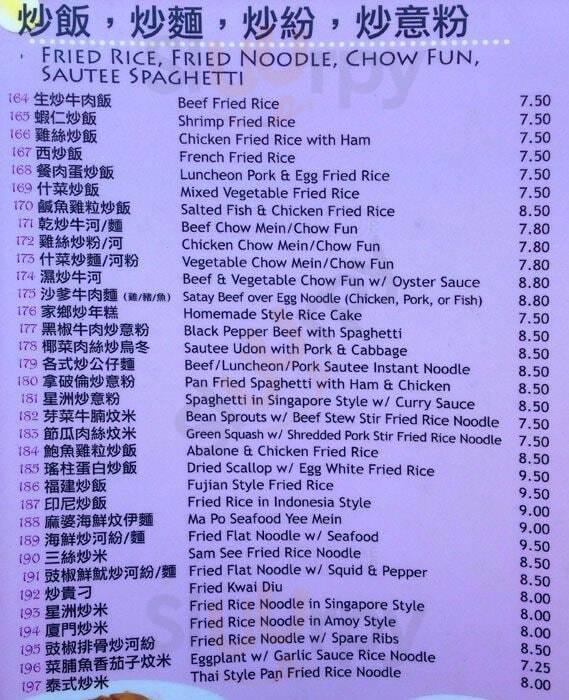 炒飯，炒麵，炒紛，炒意粉
Fried Rice, Fried Noodle, Chow Fun,
Sautee Spaghetti
164 生炒牛肉飯 Beef Fried Rice 7.50
165 蝦仁炒飯 Shrimp Fried Rice 7.50
166 雞絲炒飯 Chicken Fried Rice with Ham 7.50
167 西炒飯 French Fried Rice 7.50
168 餐肉蛋炒飯 Luncheon Pork & Egg Fried Rice 7.50
169 什菜炒飯 Mixed Vegetable Fried Rice 7.50
170 鹹魚雞粒炒飯 Salted Fish & Chicken Fried Rice 8.50
171 乾炒牛河/麵 Beef Chow Mein/Chow Fun 7.80
172 雞絲炒粉/河 Chicken Chow Mein/Chow Fun 7.80
173 什菜炒麵/河粉 Vegetable Chow Mein/Chow Fun 7.80
174 濕炒牛河 Beef & Vegetable Chow Fun w/ Oyster Sauce 8.80
175 沙爹牛肉麵 (雞/豬/魚) Satay Beef over Egg Noodle (Chicken, Pork, or Fish) 8.80
176 家鄉炒年糕 Homemade Style Rice Cake 7.50
177 黑椒牛肉炒意粉 Black Pepper Beef with Spaghetti 8.50
178 椰菜肉絲炒烏冬 Sautee Udon with Pork & Cabbage 8.50
179 各式炒公仔麵 Beef/Luncheon/Pork Sautee Instant Noodle 8.50
180 拿破倫炒意粉 Pan Fried Spaghetti with Ham & Chicken 8.50
181 星洲炒意粉 Spaghetti in Singapore Style w/ Curry Sauce 8.50
182 芽菜牛腩炆米 Bean Sprouts w/ Beef Stew Stir Fried Rice Noodle 7.50
183 節瓜肉絲炆米 Green Squash w/ Shredded Pork Stir Fried Rice Noodle 7.50
184 鮑魚雞粒炒飯 Abalone & Chicken Fried Rice 8.50
185 瑤柱蛋白炒飯 Dried Scallop w/ Egg White Fried Rice 9.50
186 福建炒飯 Fujian Style Fried Rice 9.50
187 印尼炒飯 Fried Rice in Indonesia Style 9.00
188 麻婆海鮮炆伊麵 Ma Po Seafood Yee Mein 9.00
189 海鮮炒河紛/麵 Fried Flat Noodle w/ Seafood 9.50
190 三絲炒米 Sam See Fried Rice Noodle 8.50
191 豉椒鮮魷炒河紛/麵 Fried Flat Noodle w/ Squid & Pepper 8.50
192 炒貴刁 Fried Kwai Diu 8.00
193 星洲炒米 Fried Rice Noodle in Singapore Style 8.00
194 廈門炒米 Fried Rice Noodle in Amoy Style 8.00
195 豉椒排骨炒河紛 Fried Rice Noodle w/ Spare Ribs 8.50
196 菜脯魚香茄子炆米 Eggplant w/ Garlic Sauce Rice Noodle 7.25
197 泰式炒米 Thai Style Pan Fried Rice Noodle 8.00